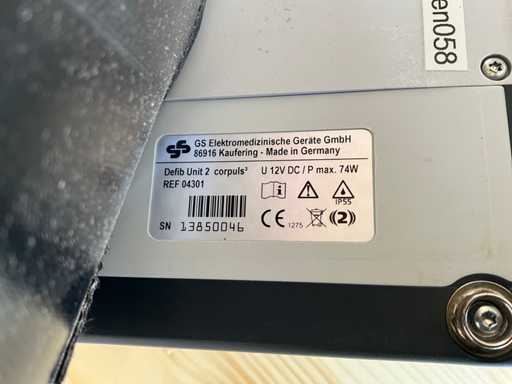 en058
GS Elektromedizinische Geräte GmbH
86916 Kaufering - Made in Germany
Defib Unit 2 corpuls³
U 12V DC / P max. 74W
REF 04301
IP55
SN 13850046
CE 1275
(2)